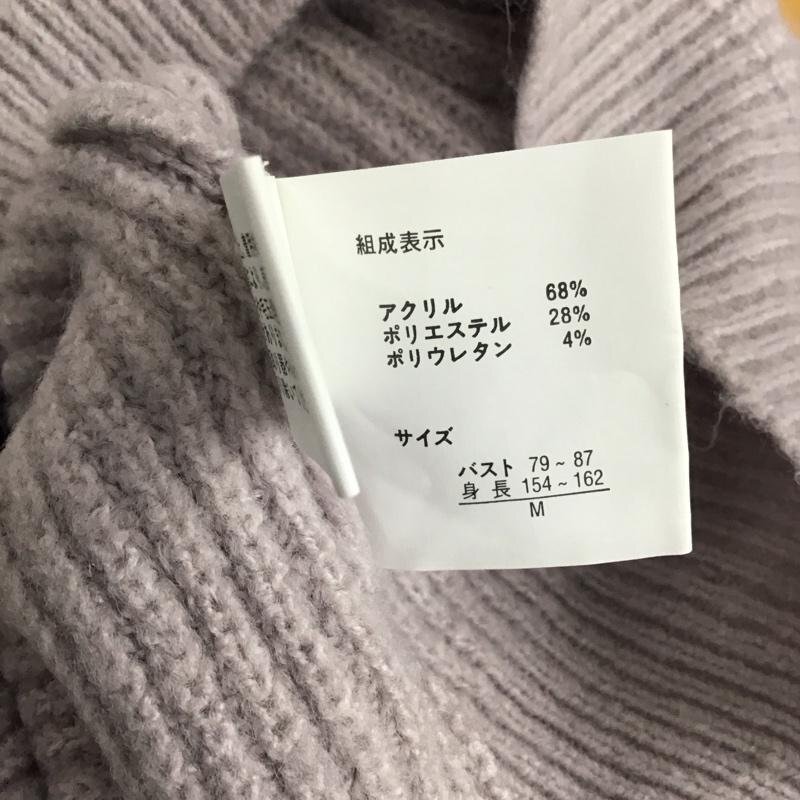 組成表示
アクリル 68%
ポリエステル 28%
ポリウレタン 4%
サイズ
バスト 79~87
身長 154~162
M